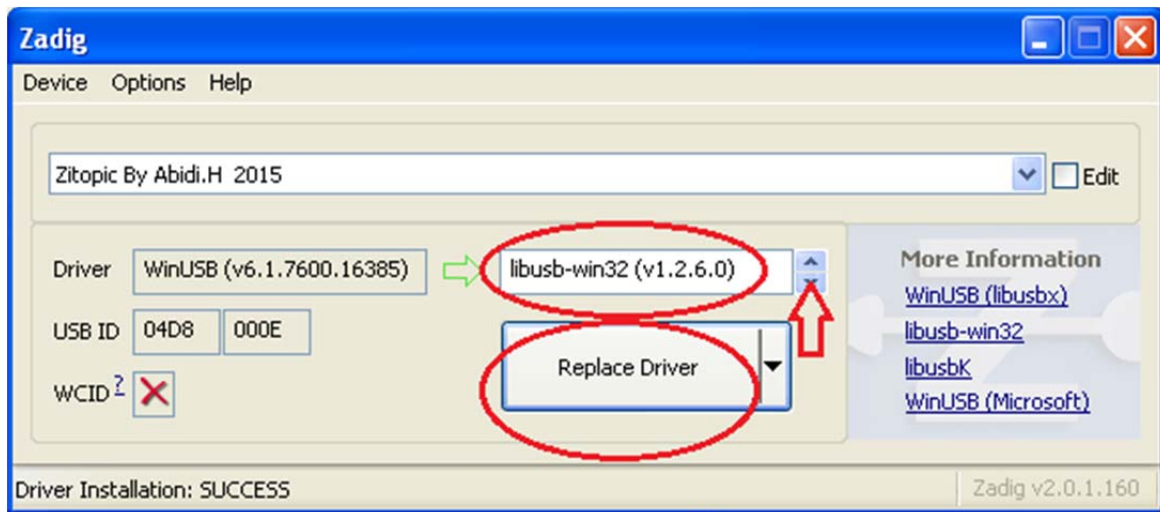 Zadig
Device Options Help
Zitopic By Abidi.H 2015
Edit
Driver WinUSB (v6.1.7600.16385) libusb-win32 (v1.2.6.0)
USB ID 04D8 000E
WCID ?
Replace Driver
More Information
WinUSB (libusbx)
libusb-win32
libusbK
WinUSB (Microsoft)
Driver Installation: SUCCESS
Zadig v2.0.1.160